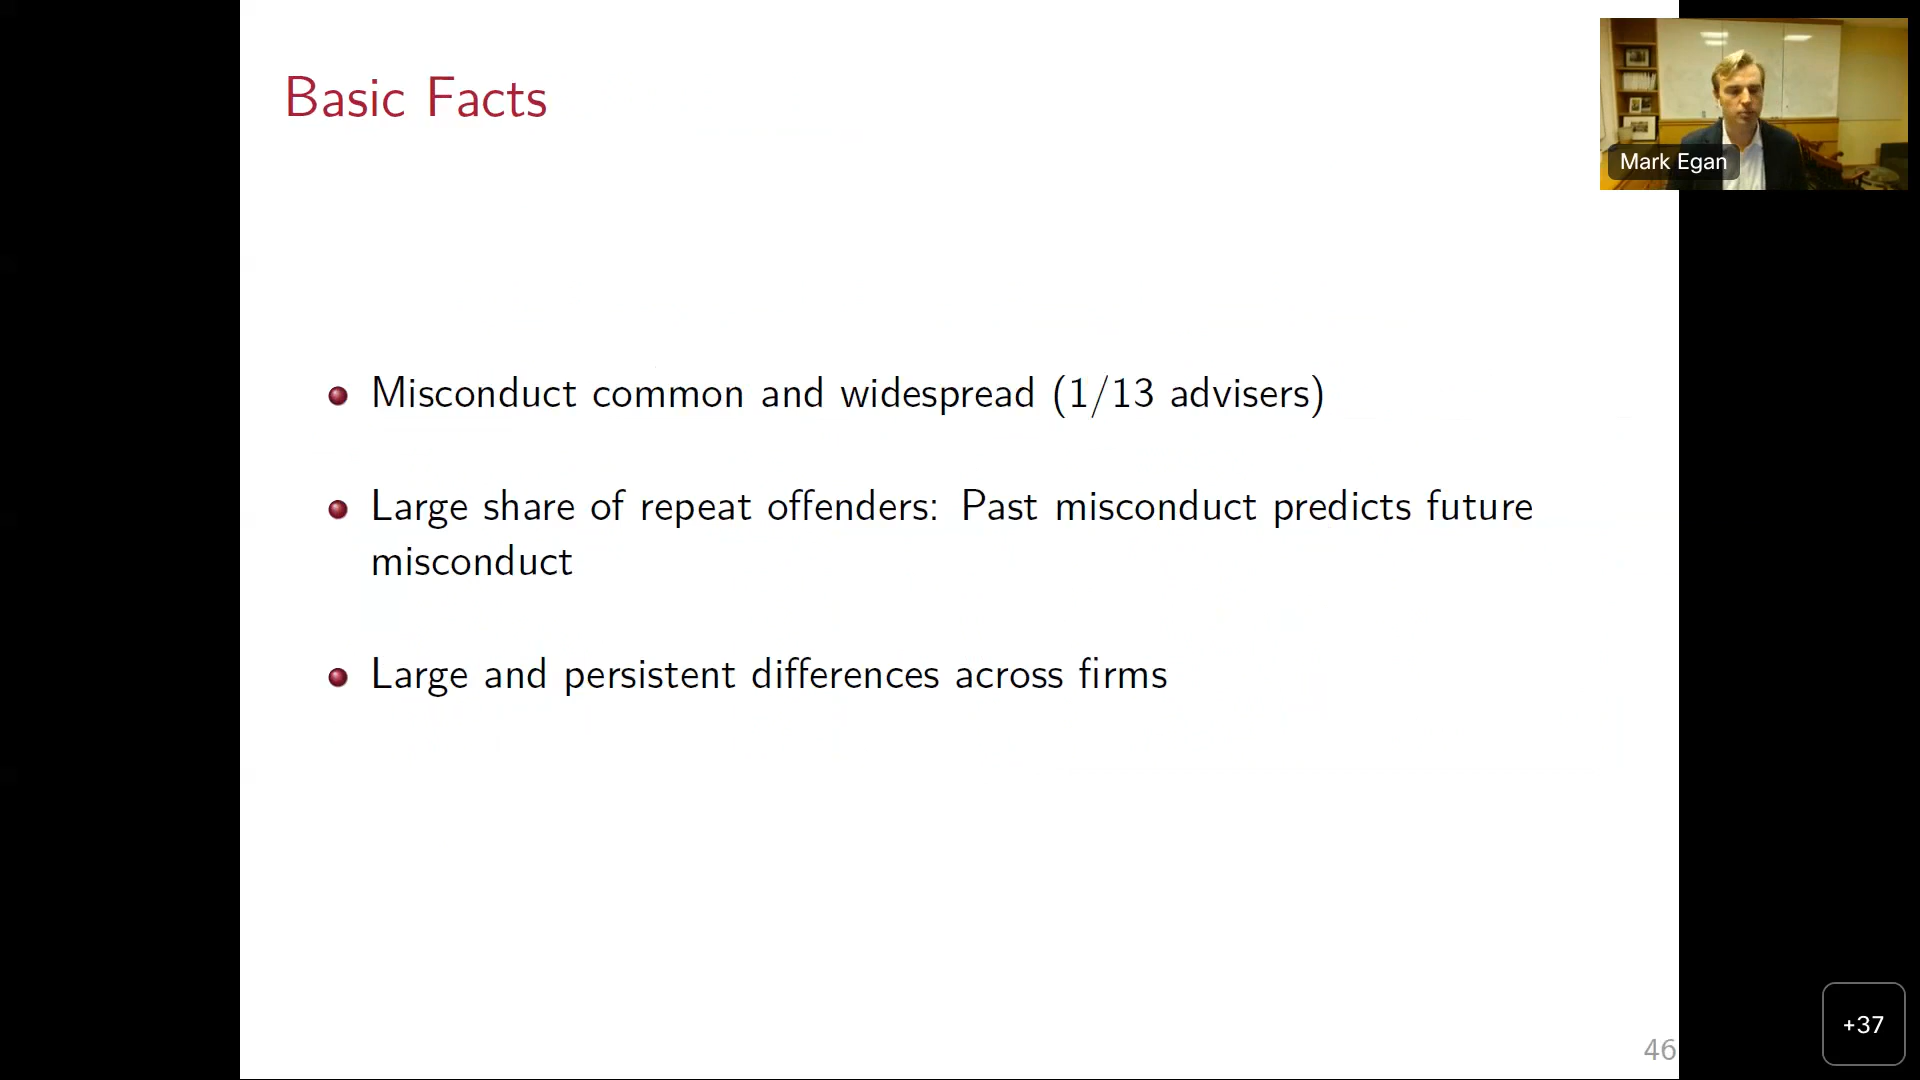 Basic Facts
Mark Egan
Misconduct common and widespread (1/13 advisers)
Large share of repeat offenders: Past misconduct predicts future
misconduct
Large and persistent differences across firms
+37
46